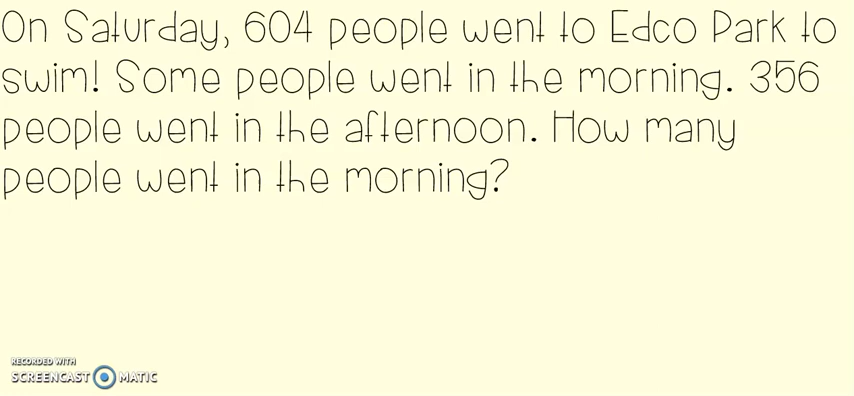 On Saturday, 604 people went to Edco Park to
swim! Some people went in the morning. 356
people went in the afternoon. How many
people went in the morning?
RECORDED WITH
SCREENCAST MATIC